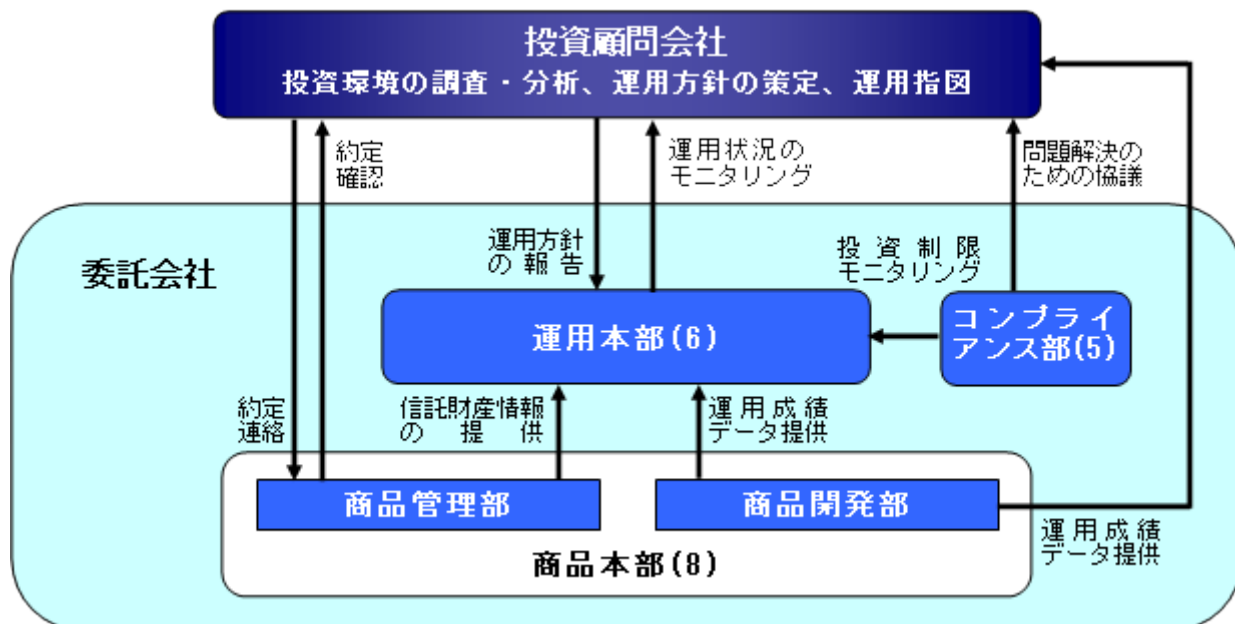 投資顧問会社
投資環境の調査・分析、運用方針の策定、運用指図
約定
確認
運用状況の
モニタリング
問題解決の
ための協議
運用方針
の報告
投資制限
モニタリング
委託会社
運用本部(6)
コンプライ
アンス部(5)
約定
連絡
信託財産情報
の提供
運用成績
データ提供
商品管理部
商品開発部
運用成績
データ提供
商品本部(8)